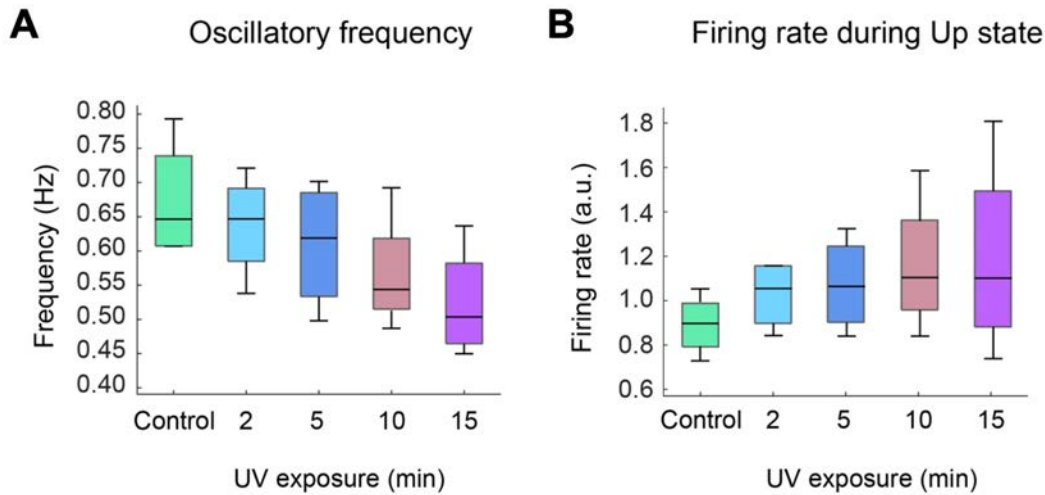 A
Oscillatory frequency
Frequency (Hz)
0.80
0.75
0.70
0.65
0.60
0.55
0.50
0.45
0.40
Control 2 5 10 15
UV exposure (min)
B
Firing rate during Up state
Firing rate (a.u.)
1.8
1.6
1.4
1.2
1.0
0.8
0.6
Control 2 5 10 15
UV exposure (min)